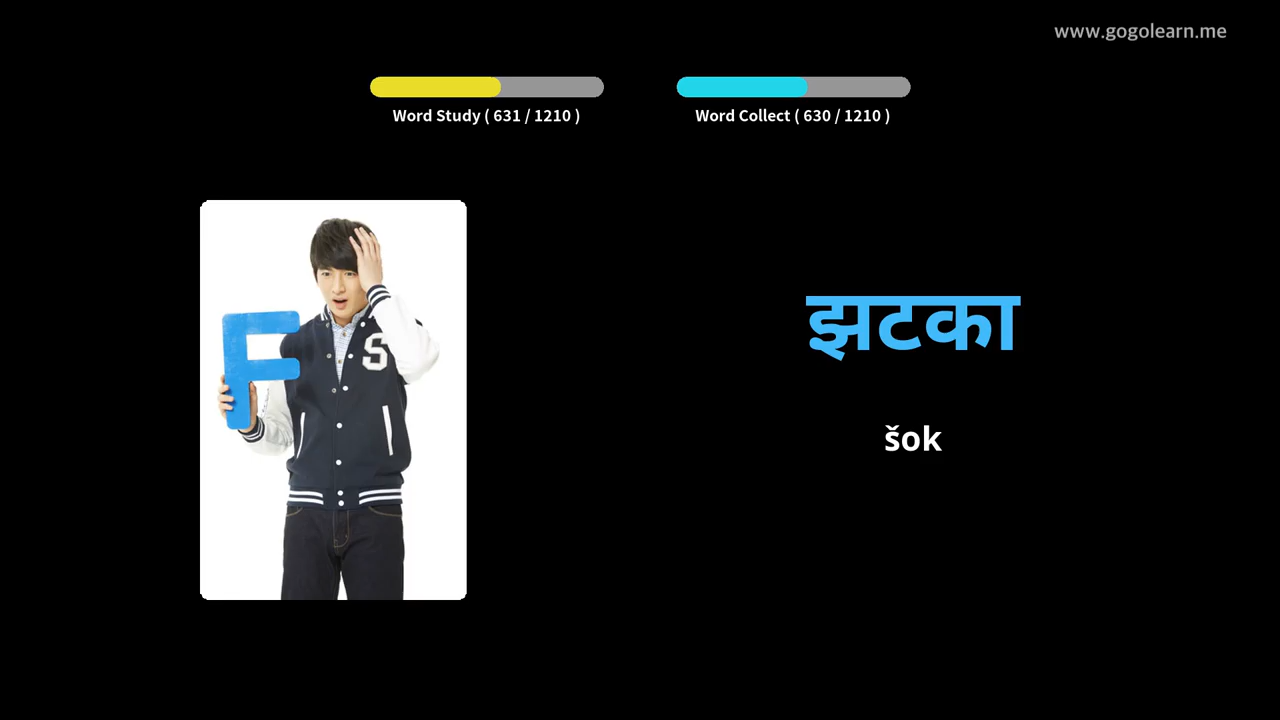 www.gogolearn.me
Word Study ( 631 / 1210 )
Word Collect ( 630 / 1210 )
F
S
झटका
šok